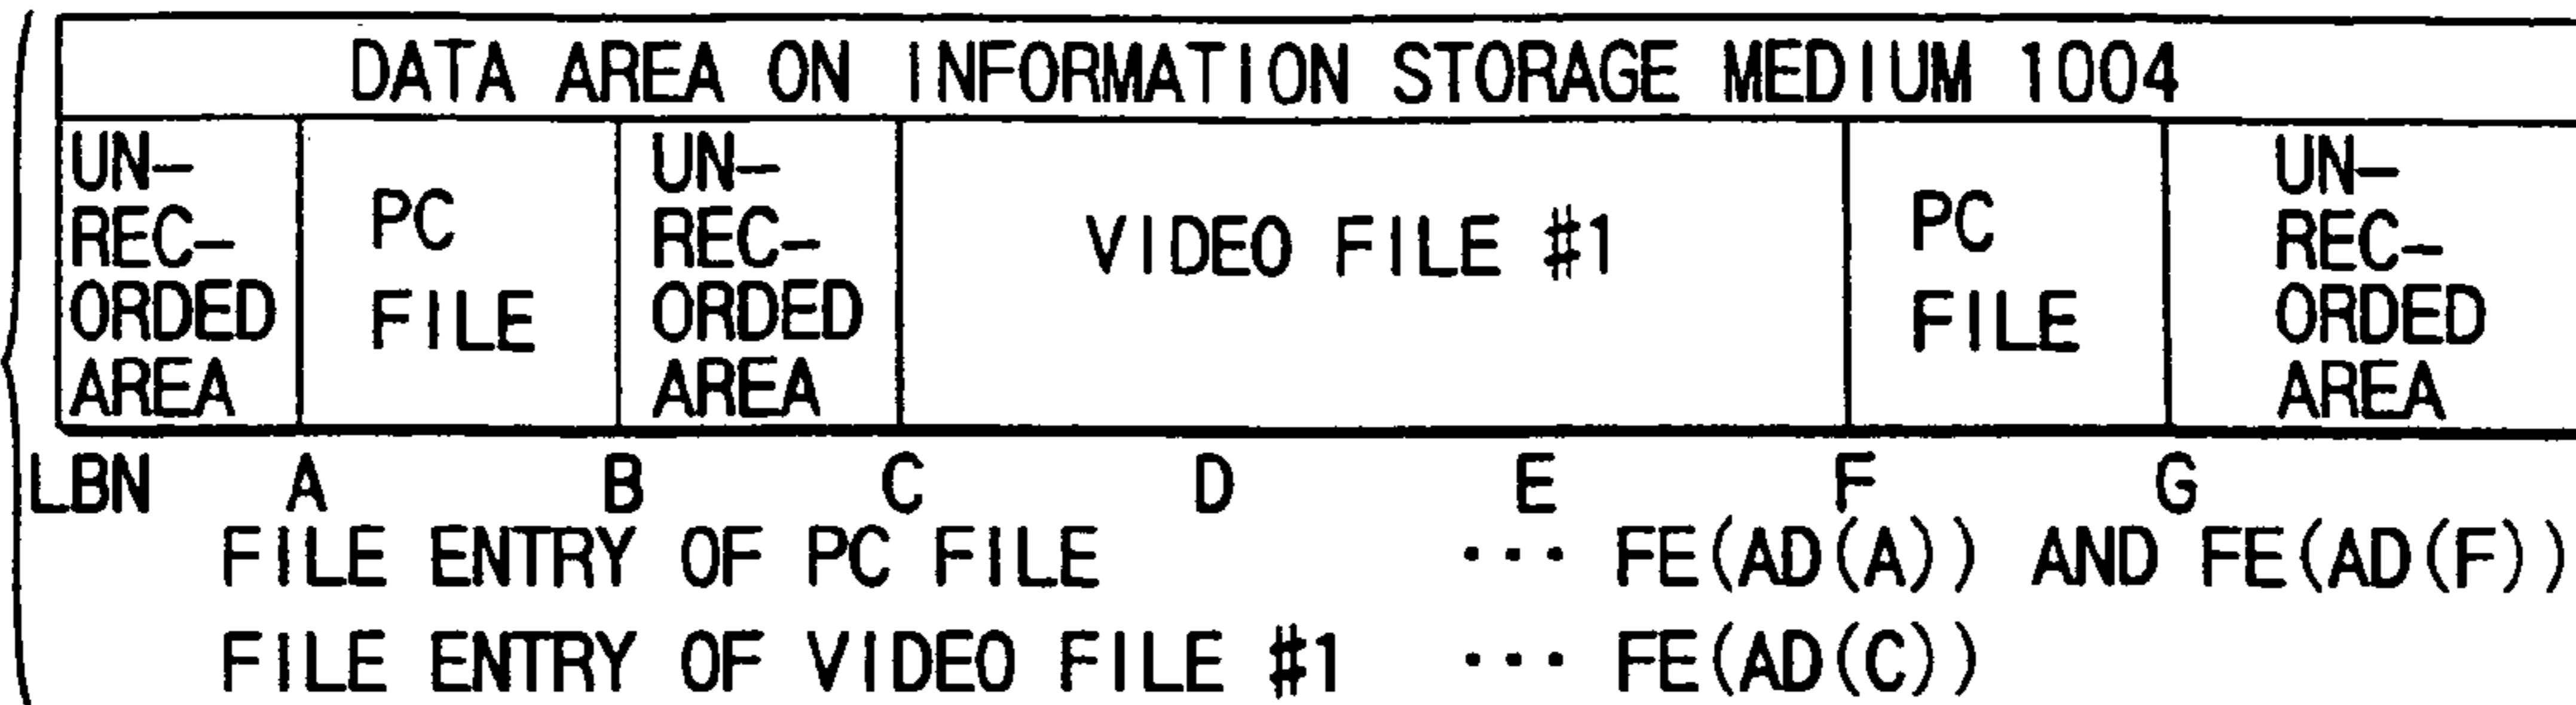 DATA AREA ON INFORMATION STORAGE MEDIUM 1004
UN-
REC-
ORDED
AREA
PC
FILE
UN-
REC-
ORDED
AREA
VIDEO FILE #1
PC
FILE
UN-
REC-
ORDED
AREA
LBN A B C D E F G
FILE ENTRY OF PC FILE ··· FE(AD(A)) AND FE(AD(F))
FILE ENTRY OF VIDEO FILE #1 ··· FE(AD(C))